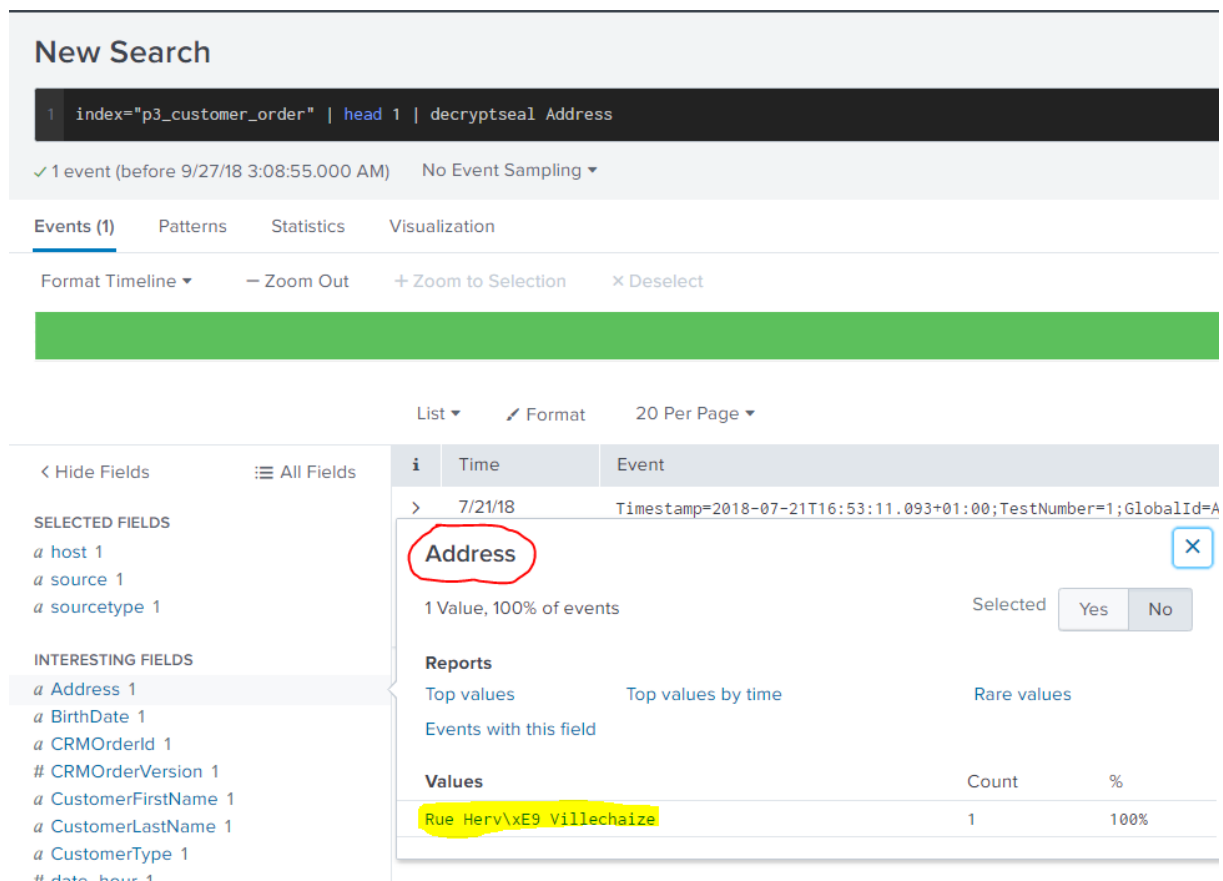 New Search
1 index="p3_customer_order" | head 1 | decryptseal Address
✓ 1 event (before 9/27/18 3:08:55.000 AM) No Event Sampling ▾
Events (1) Patterns Statistics Visualization
Format Timeline ▾ − Zoom Out + Zoom to Selection × Deselect
List ▾ Format 20 Per Page ▾
< Hide Fields All Fields i Time Event
> 7/21/18 Timestamp=2018-07-21T16:53:11.093+01:00;TestNumber=1;GlobalId=A
SELECTED FIELDS
a host 1
a source 1
a sourcetype 1
INTERESTING FIELDS
a Address 1
a BirthDate 1
a CRMOrderId 1
# CRMOrderVersion 1
a CustomerFirstName 1
a CustomerLastName 1
a CustomerType 1
# date_hour 1
Address ×
1 Value, 100% of events Selected Yes No
Reports
Top values Top values by time Rare values
Events with this field
Values Count %
Rue Herv\xE9 Villechaize 1 100%